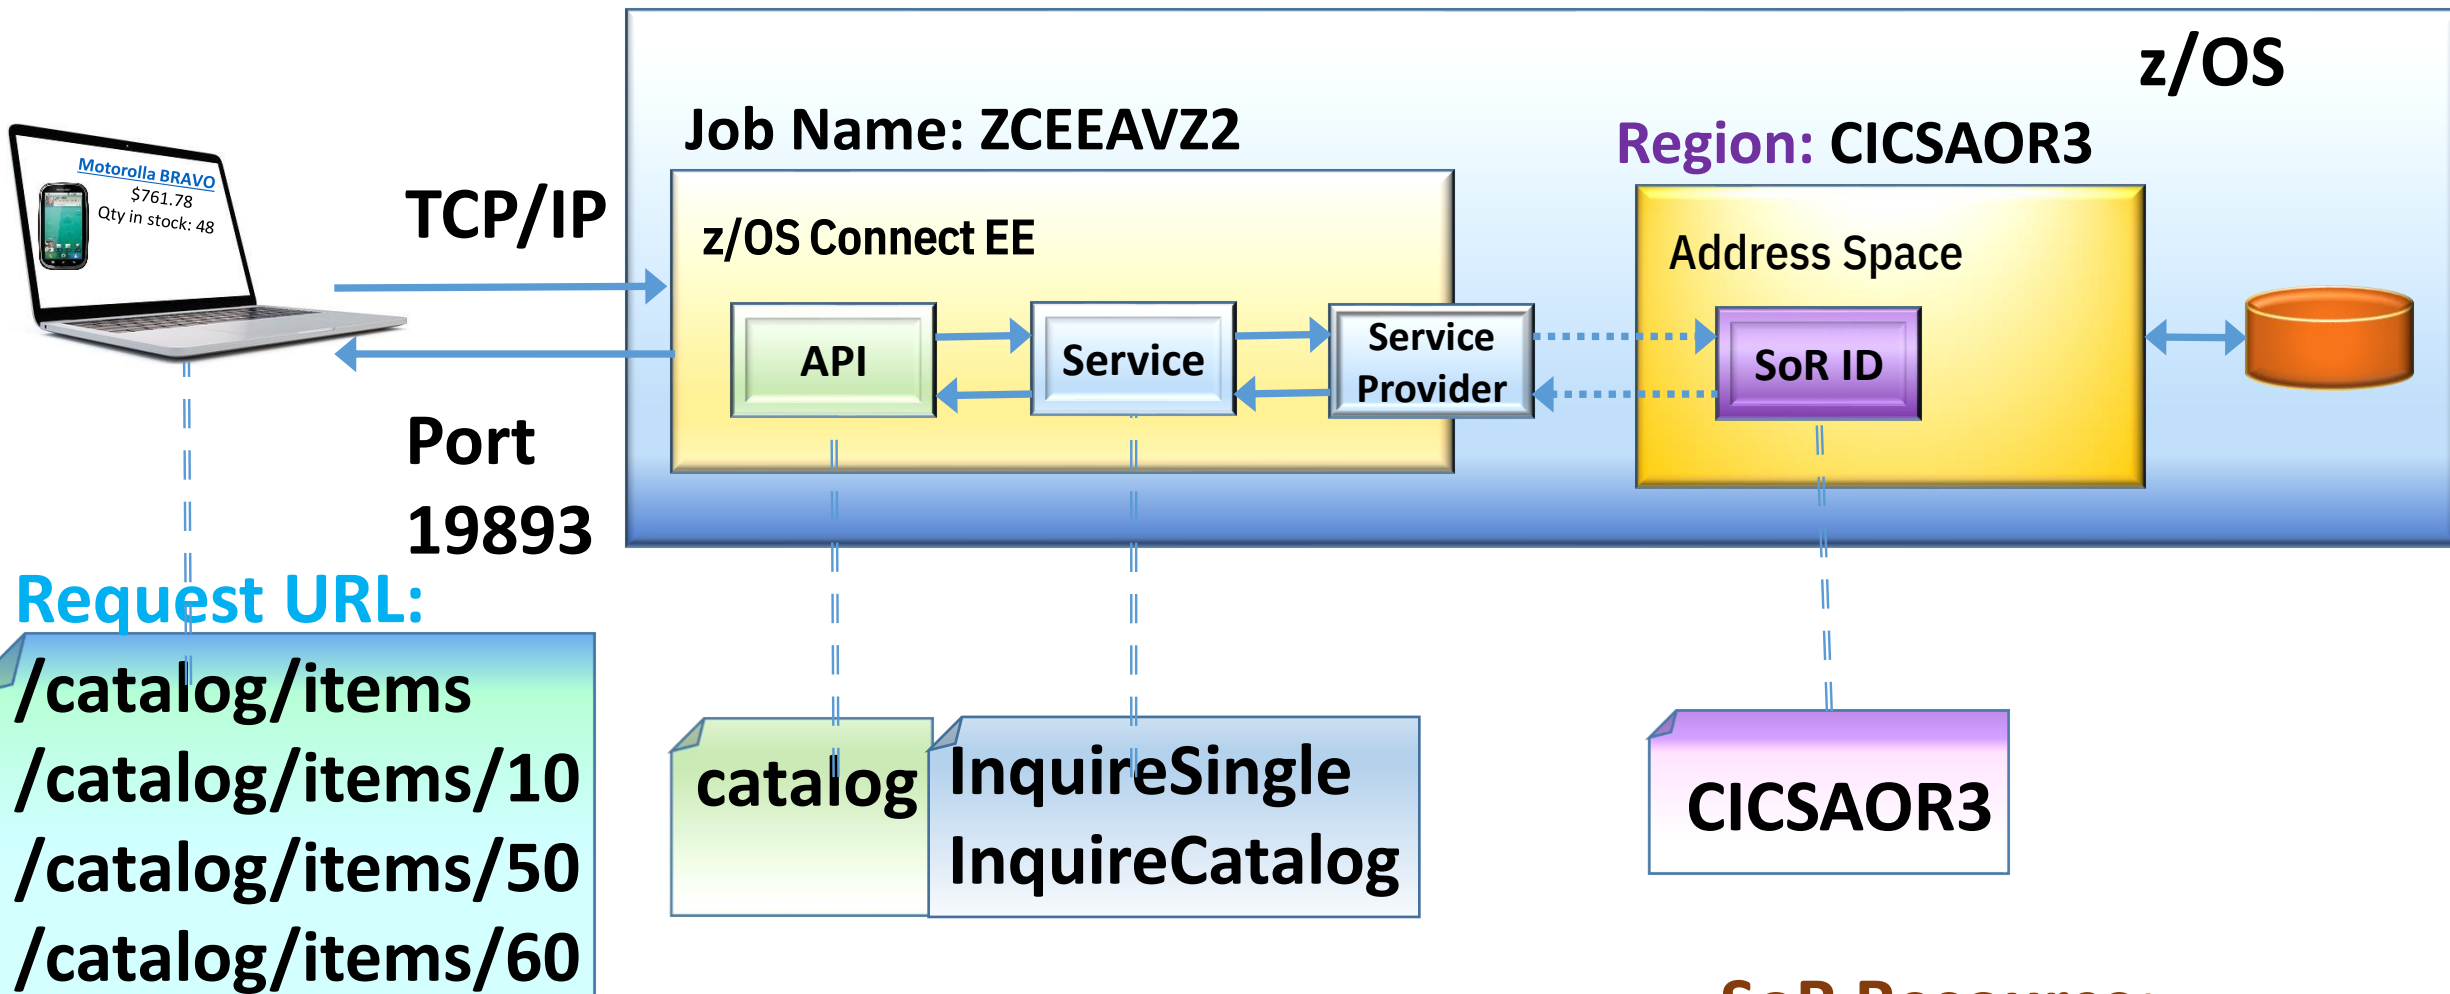 z/OS
Job Name: ZCEEAVZ2
Region: CICSAOR3
Motorolla BRAVO
$761.78
Qty in stock: 48
TCP/IP
z/OS Connect EE
Address Space
API
Service
Service
Provider
SoR ID
Port
19893
Request URL:
/catalog/items
/catalog/items/10
/catalog/items/50
/catalog/items/60
catalog
InquireSingle
InquireCatalog
CICSAOR3